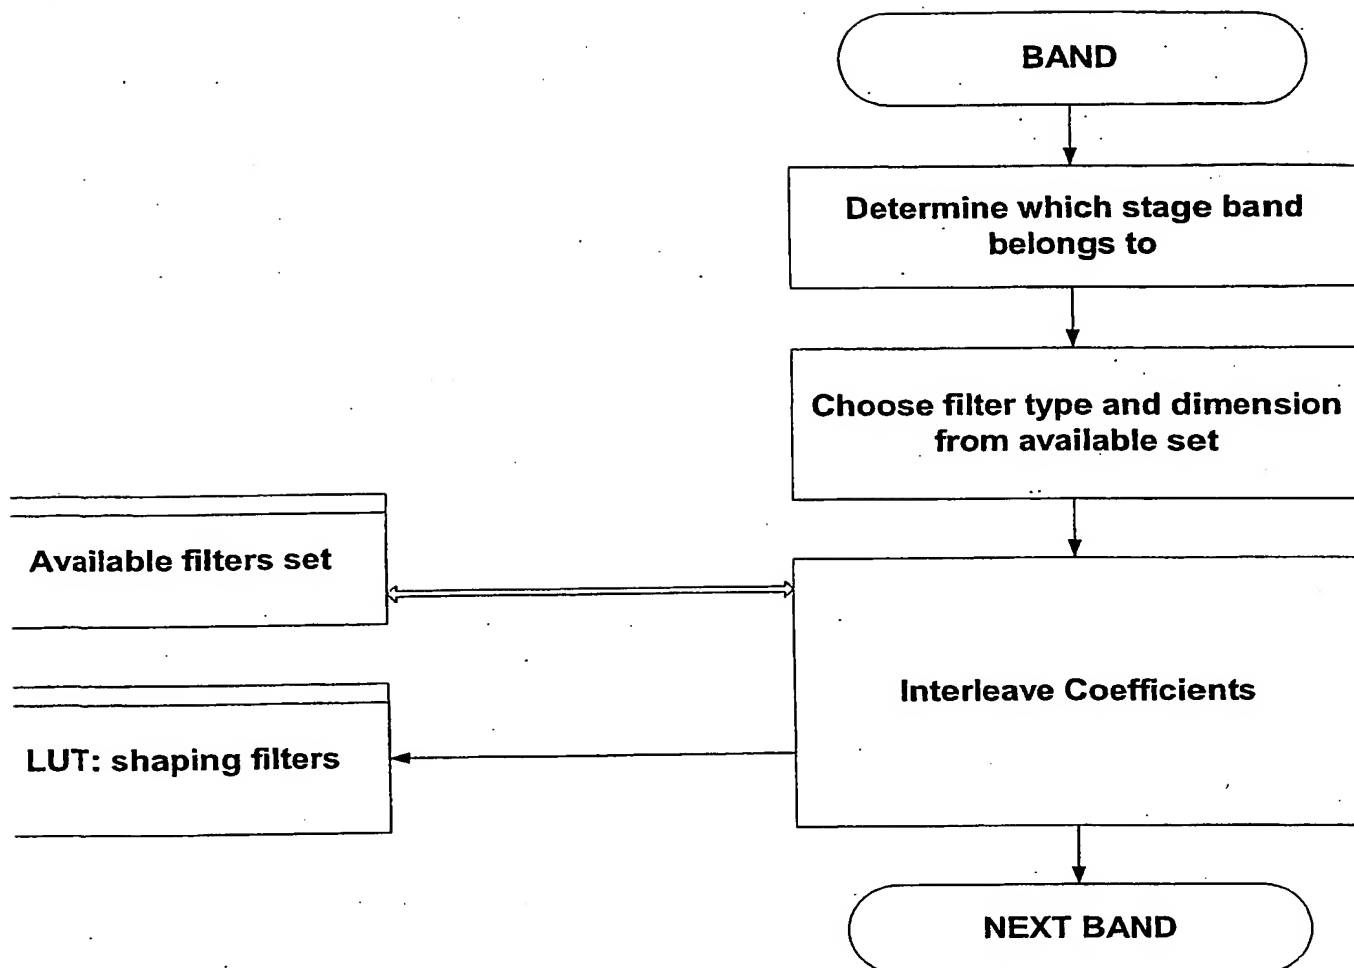 BAND
Determine which stage band
belongs to
Choose filter type and dimension
from available set
Available filters set
Interleave Coefficients
LUT: shaping filters
NEXT BAND